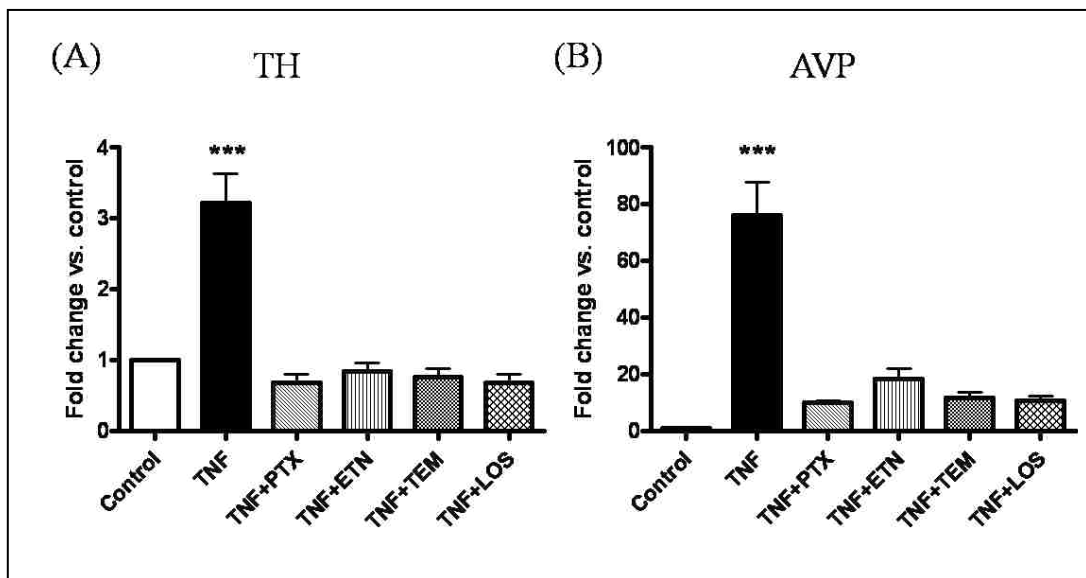 (A) TH
***
Fold change vs. control
4
3
2
1
0
Control
TNF
TNF+PTX
TNF+ETN
TNF+TEM
TNF+LOS
(B) AVP
***
Fold change vs. control
100
80
60
40
20
0
Control
TNF
TNF+PTX
TNF+ETN
TNF+TEM
TNF+LOS